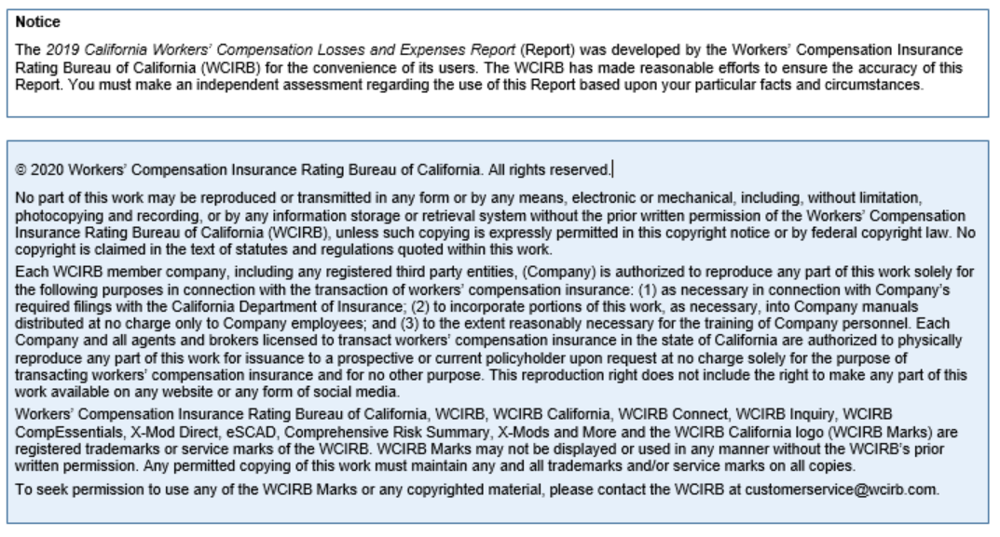 Notice
The 2019 California Workers' Compensation Losses and Expenses Report (Report) was developed by the Workers' Compensation Insurance
Rating Bureau of California (WCIRB) for the convenience of its users. The WCIRB has made reasonable efforts to ensure the accuracy of this
Report. You must make an independent assessment regarding the use of this Report based upon your particular facts and circumstances.
© 2020 Workers' Compensation Insurance Rating Bureau of California. All rights reserved.
No part of this work may be reproduced or transmitted in any form or by any means, electronic or mechanical, including, without limitation,
photocopying and recording, or by any information storage or retrieval system without the prior written permission of the Workers' Compensation
Insurance Rating Bureau of California (WCIRB), unless such copying is expressly permitted in this copyright notice or by federal copyright law. No
copyright is claimed in the text of statutes and regulations quoted within this work.
Each WCIRB member company, including any registered third party entities, (Company) is authorized to reproduce any part of this work solely for
the following purposes in connection with the transaction of workers' compensation insurance: (1) as necessary in connection with Company's
required filings with the California Department of Insurance; (2) to incorporate portions of this work, as necessary, into Company manuals
distributed at no charge only to Company employees; and (3) to the extent reasonably necessary for the training of Company personnel. Each
Company and all agents and brokers licensed to transact workers' compensation insurance in the state of California are authorized to physically
reproduce any part of this work for issuance to a prospective or current policyholder upon request at no charge solely for the purpose of
transacting workers' compensation insurance and for no other purpose. This reproduction right does not include the right to make any part of this
work available on any website or any form of social media.
Workers' Compensation Insurance Rating Bureau of California, WCIRB, WCIRB California, WCIRB Connect, WCIRB Inquiry, WCIRB
CompEssentials, X-Mod Direct, eSCAD, Comprehensive Risk Summary, X-Mods and More and the WCIRB California logo (WCIRB Marks) are
registered trademarks or service marks of the WCIRB. WCIRB Marks may not be displayed or used in any manner without the WCIRB's prior
written permission. Any permitted copying of this work must maintain any and all trademarks and/or service marks on all copies.
To seek permission to use any of the WCIRB Marks or any copyrighted material, please contact the WCIRB at customerservice@wcirb.com.